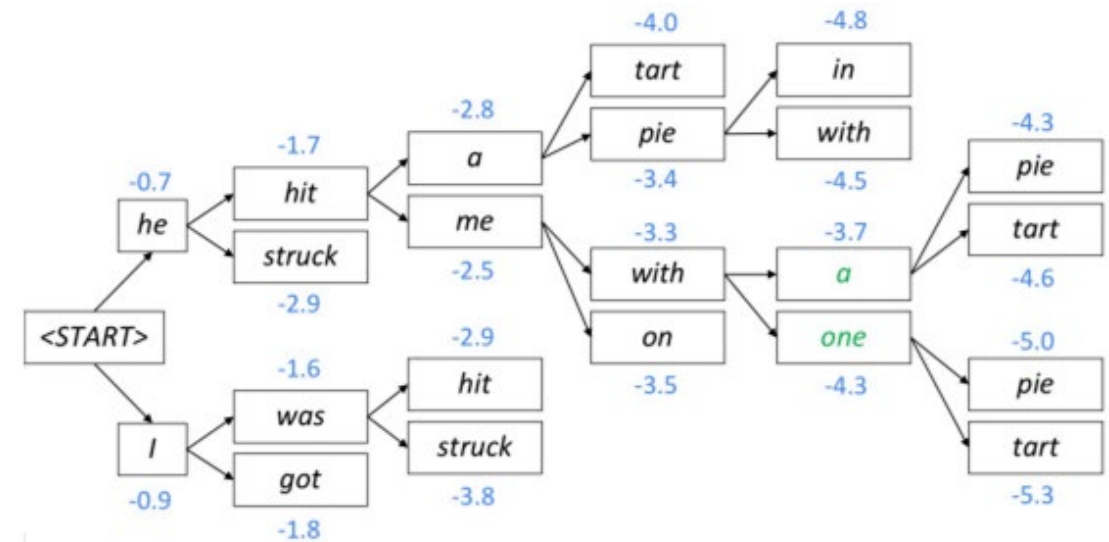 -4.0
-4.8
tart
in
-2.8
-4.3
-1.7
a
pie
with
pie
-0.7
hit
-3.4
-4.5
he
me
-3.3
-3.7
tart
struck
-2.5
with
a
-4.6
-2.9
<START>
-2.9
on
one
-5.0
-1.6
hit
-3.5
-4.3
pie
was
I
struck
tart
got
-0.9
-3.8
-5.3
-1.8